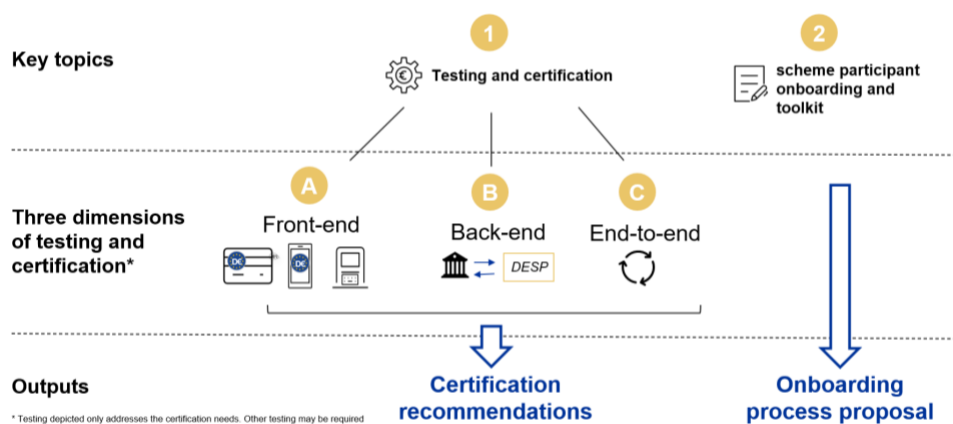 Key topics
1
Testing and certification
2
scheme participant
onboarding and
toolkit
Three dimensions
of testing and
certification*
A
Front-end
D€
D€
B
Back-end
DESP
C
End-to-end
Outputs
Certification
recommendations
Onboarding
process proposal
* Testing depicted only addresses the certification needs. Other testing may be required